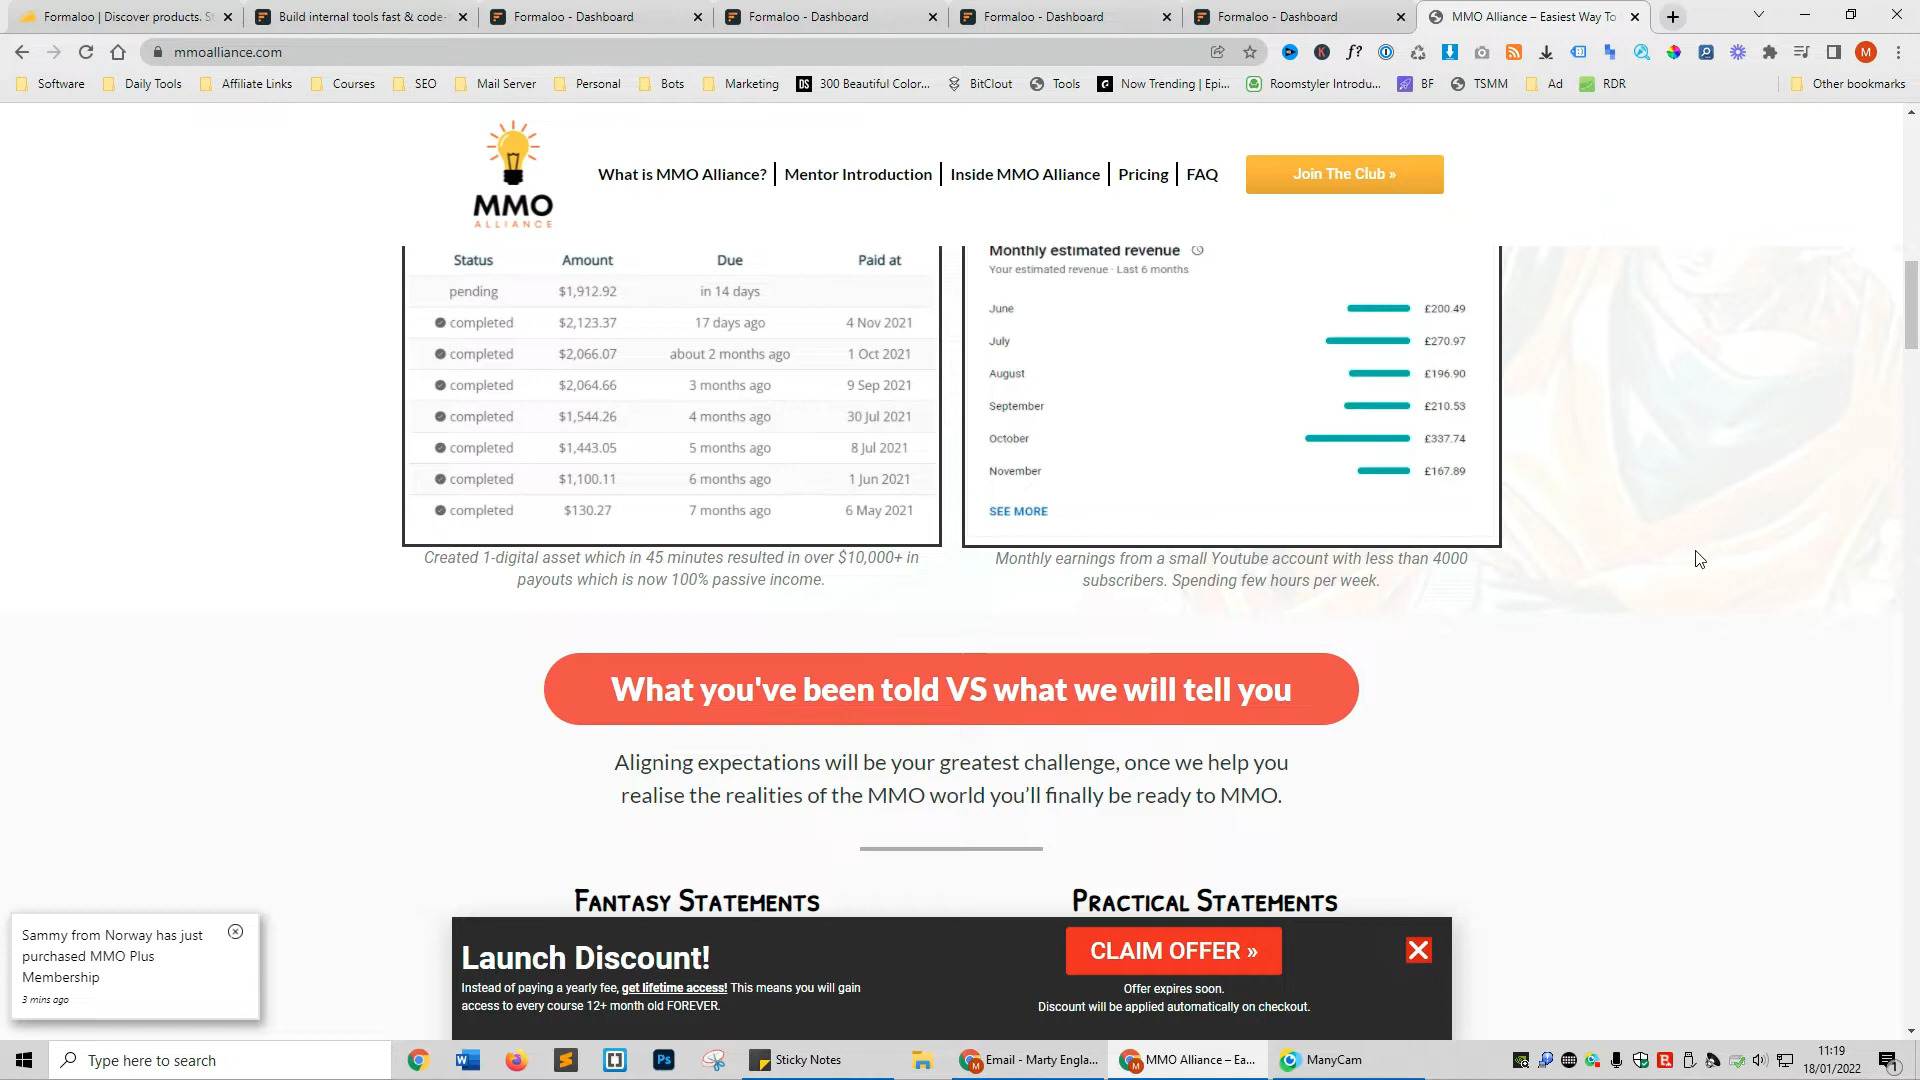 Formaloo | Discover products. St
Build internal tools fast & code-
Formaloo - Dashboard
Formaloo - Dashboard
Formaloo - Dashboard
Formaloo - Dashboard
MMO Alliance – Easiest Way To
mmoalliance.com
Software
Daily Tools
Affiliate Links
Courses
SEO
Mail Server
Personal
Bots
Marketing
300 Beautiful Color...
BitClout
Tools
Now Trending | Epi...
Roomstyler Introdu...
BF
TSMM
Ad
RDR
Other bookmarks
MMO
ALLIANCE
What is MMO Alliance?
Mentor Introduction
Inside MMO Alliance
Pricing
FAQ
Join The Club »
Status Amount Due Paid at
pending $1,912.92 in 14 days
completed $2,123.37 17 days ago 4 Nov 2021
completed $2,066.07 about 2 months ago 1 Oct 2021
completed $2,064.66 3 months ago 9 Sep 2021
completed $1,544.26 4 months ago 30 Jul 2021
completed $1,443.05 5 months ago 8 Jul 2021
completed $1,100.11 6 months ago 1 Jun 2021
completed $130.27 7 months ago 6 May 2021
Created 1-digital asset which in 45 minutes resulted in over $10,000+ in
payouts which is now 100% passive income.
Monthly estimated revenue
Your estimated revenue · Last 6 months
June £200.49
July £270.97
August £196.90
September £210.53
October £337.74
November £167.89
SEE MORE
Monthly earnings from a small Youtube account with less than 4000
subscribers. Spending few hours per week.
What you've been told VS what we will tell you
Aligning expectations will be your greatest challenge, once we help you
realise the realities of the MMO world you'll finally be ready to MMO.
Fantasy Statements
Practical Statements
Sammy from Norway has just
purchased MMO Plus
Membership
3 mins ago
Launch Discount!
Instead of paying a yearly fee, get lifetime access! This means you will gain
access to every course 12+ month old FOREVER.
CLAIM OFFER »
Offer expires soon.
Discount will be applied automatically on checkout.
Type here to search
Sticky Notes
Email - Marty Engla...
MMO Alliance – Ea...
ManyCam
11:19
18/01/2022